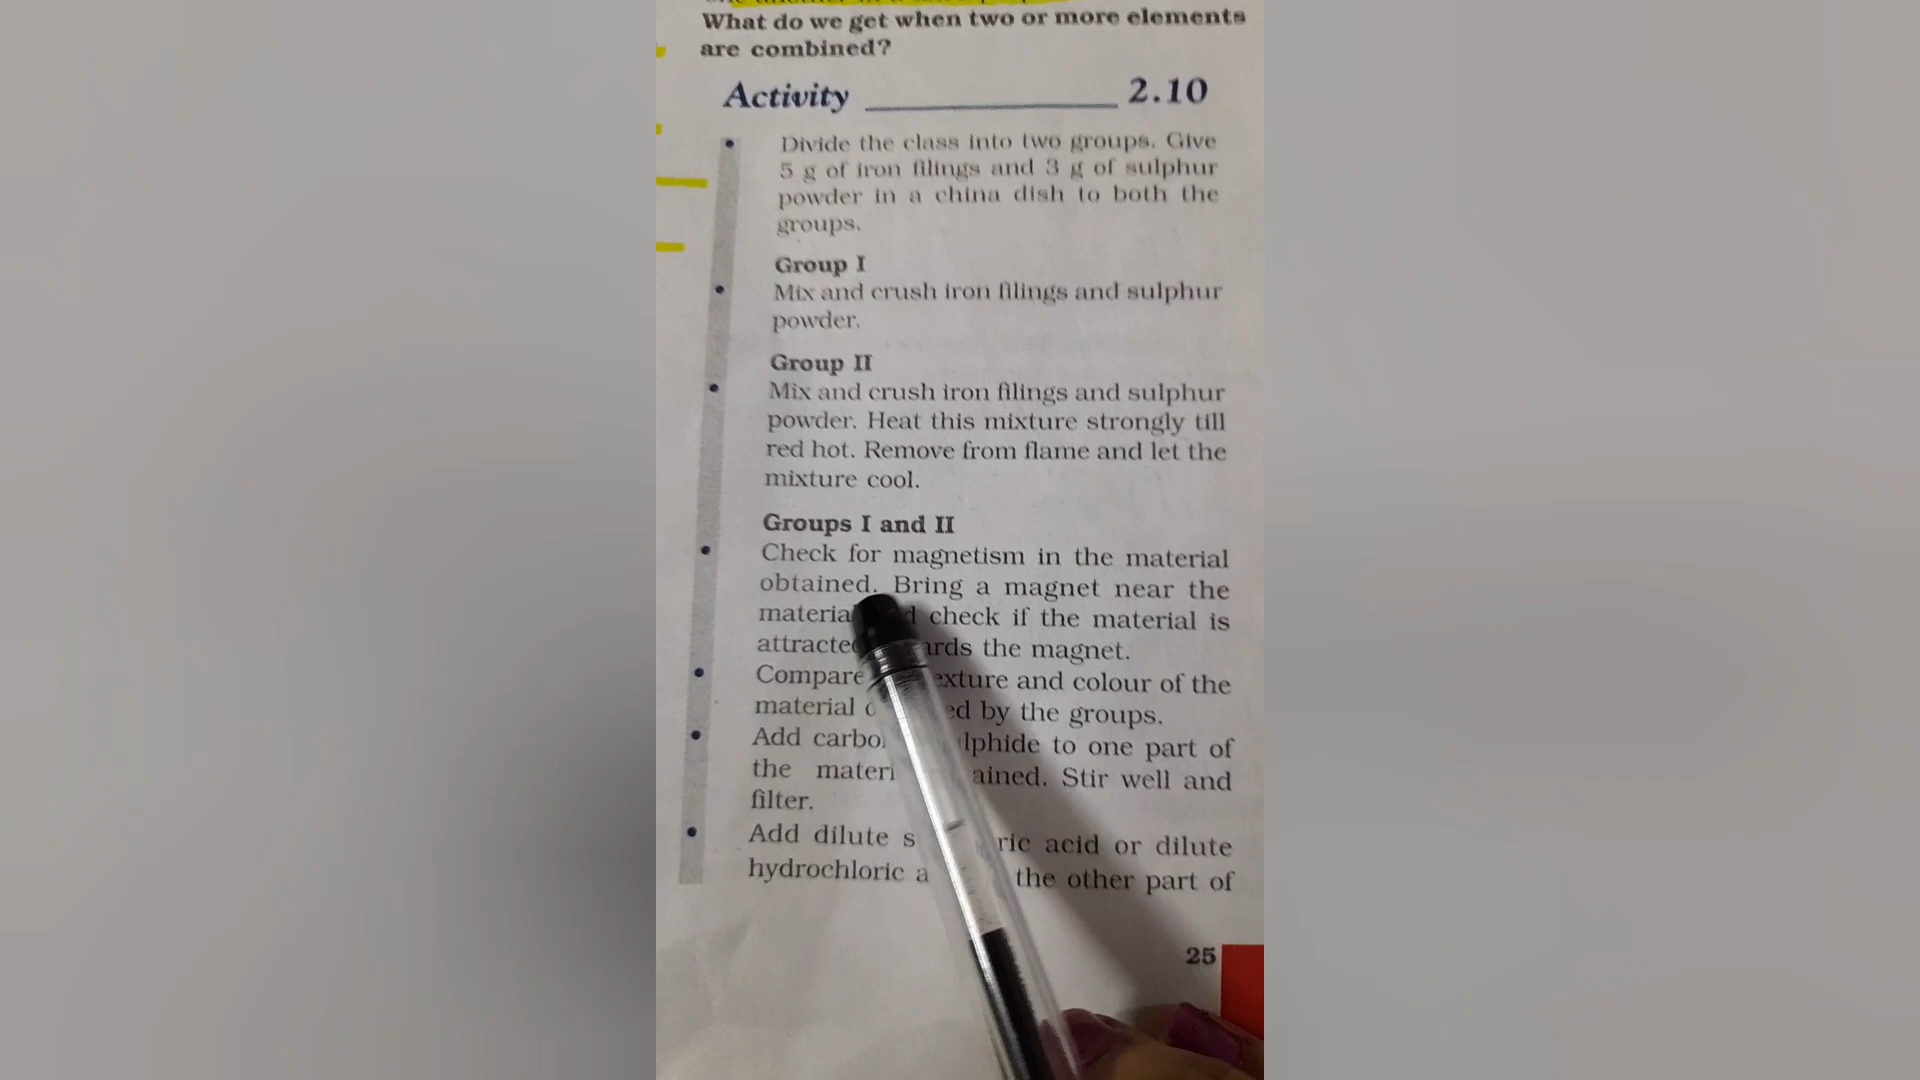 What do we get when two or more elements
are combined?
Activity 2.10
• Divide the class into two groups. Give
5 g of iron filings and 3 g of sulphur
powder in a china dish to both the
groups.
Group I
• Mix and crush iron filings and sulphur
powder.
Group II
• Mix and crush iron filings and sulphur
powder. Heat this mixture strongly till
red hot. Remove from flame and let the
mixture cool.
Groups I and II
• Check for magnetism in the material
obtained. Bring a magnet near the
check if the material is
the magnet.
• Compare and colour of the
material by the groups.
• Add to one part of
the Stir well and
filter.
• Add dilute acid or dilute
hydrochloric the other part of
25